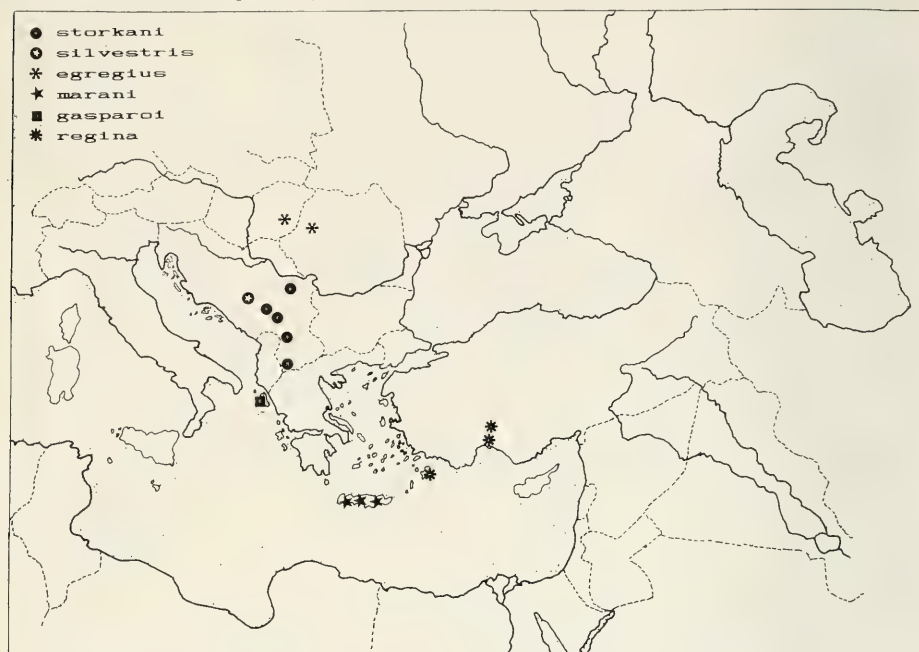 storkani
silvestris
egregius
marani
gasparoi
regina